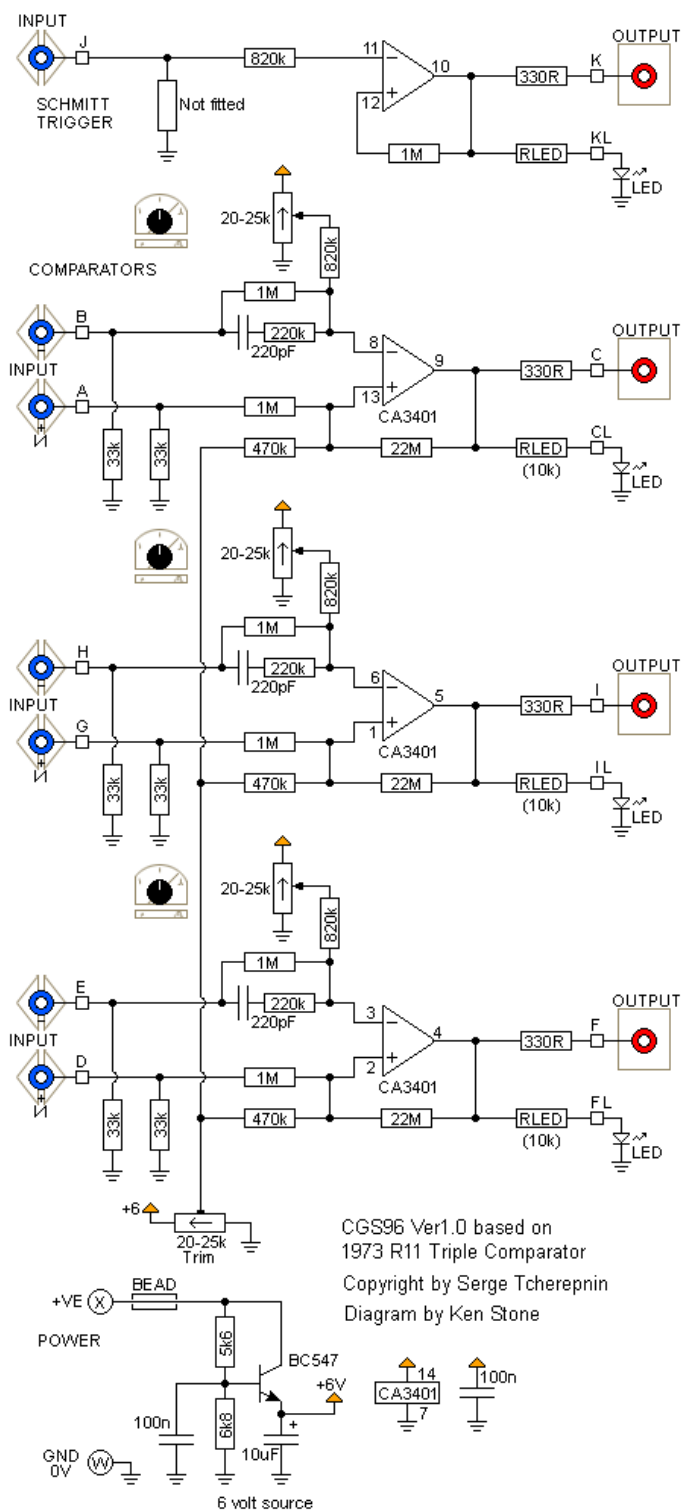 INPUT
J
820k
11
10
12
330R
K
OUTPUT
SCHMITT
TRIGGER
Not fitted
1M
RLED
KL
LED
20-25k
820k
COMPARATORS
1M
B
220k
220pF
8
9
13
CA3401
330R
C
OUTPUT
INPUT
A
1M
33k
33k
470k
22M
RLED
(10k)
CL
LED
20-25k
820k
1M
H
220k
220pF
6
5
1
CA3401
330R
I
OUTPUT
INPUT
G
1M
33k
33k
470k
22M
RLED
(10k)
IL
LED
20-25k
820k
1M
E
220k
220pF
3
4
2
CA3401
330R
F
OUTPUT
INPUT
D
1M
33k
33k
470k
22M
RLED
(10k)
FL
LED
+6
20-25k
Trim
CGS96 Ver1.0 based on
1973 R11 Triple Comparator
Copyright by Serge Tcherepnin
Diagram by Ken Stone
+VE
X
BEAD
POWER
5k6
BC547
+6V
14
CA3401
7
100n
100n
6k8
+
10uF
GND
0V
W
6 volt source